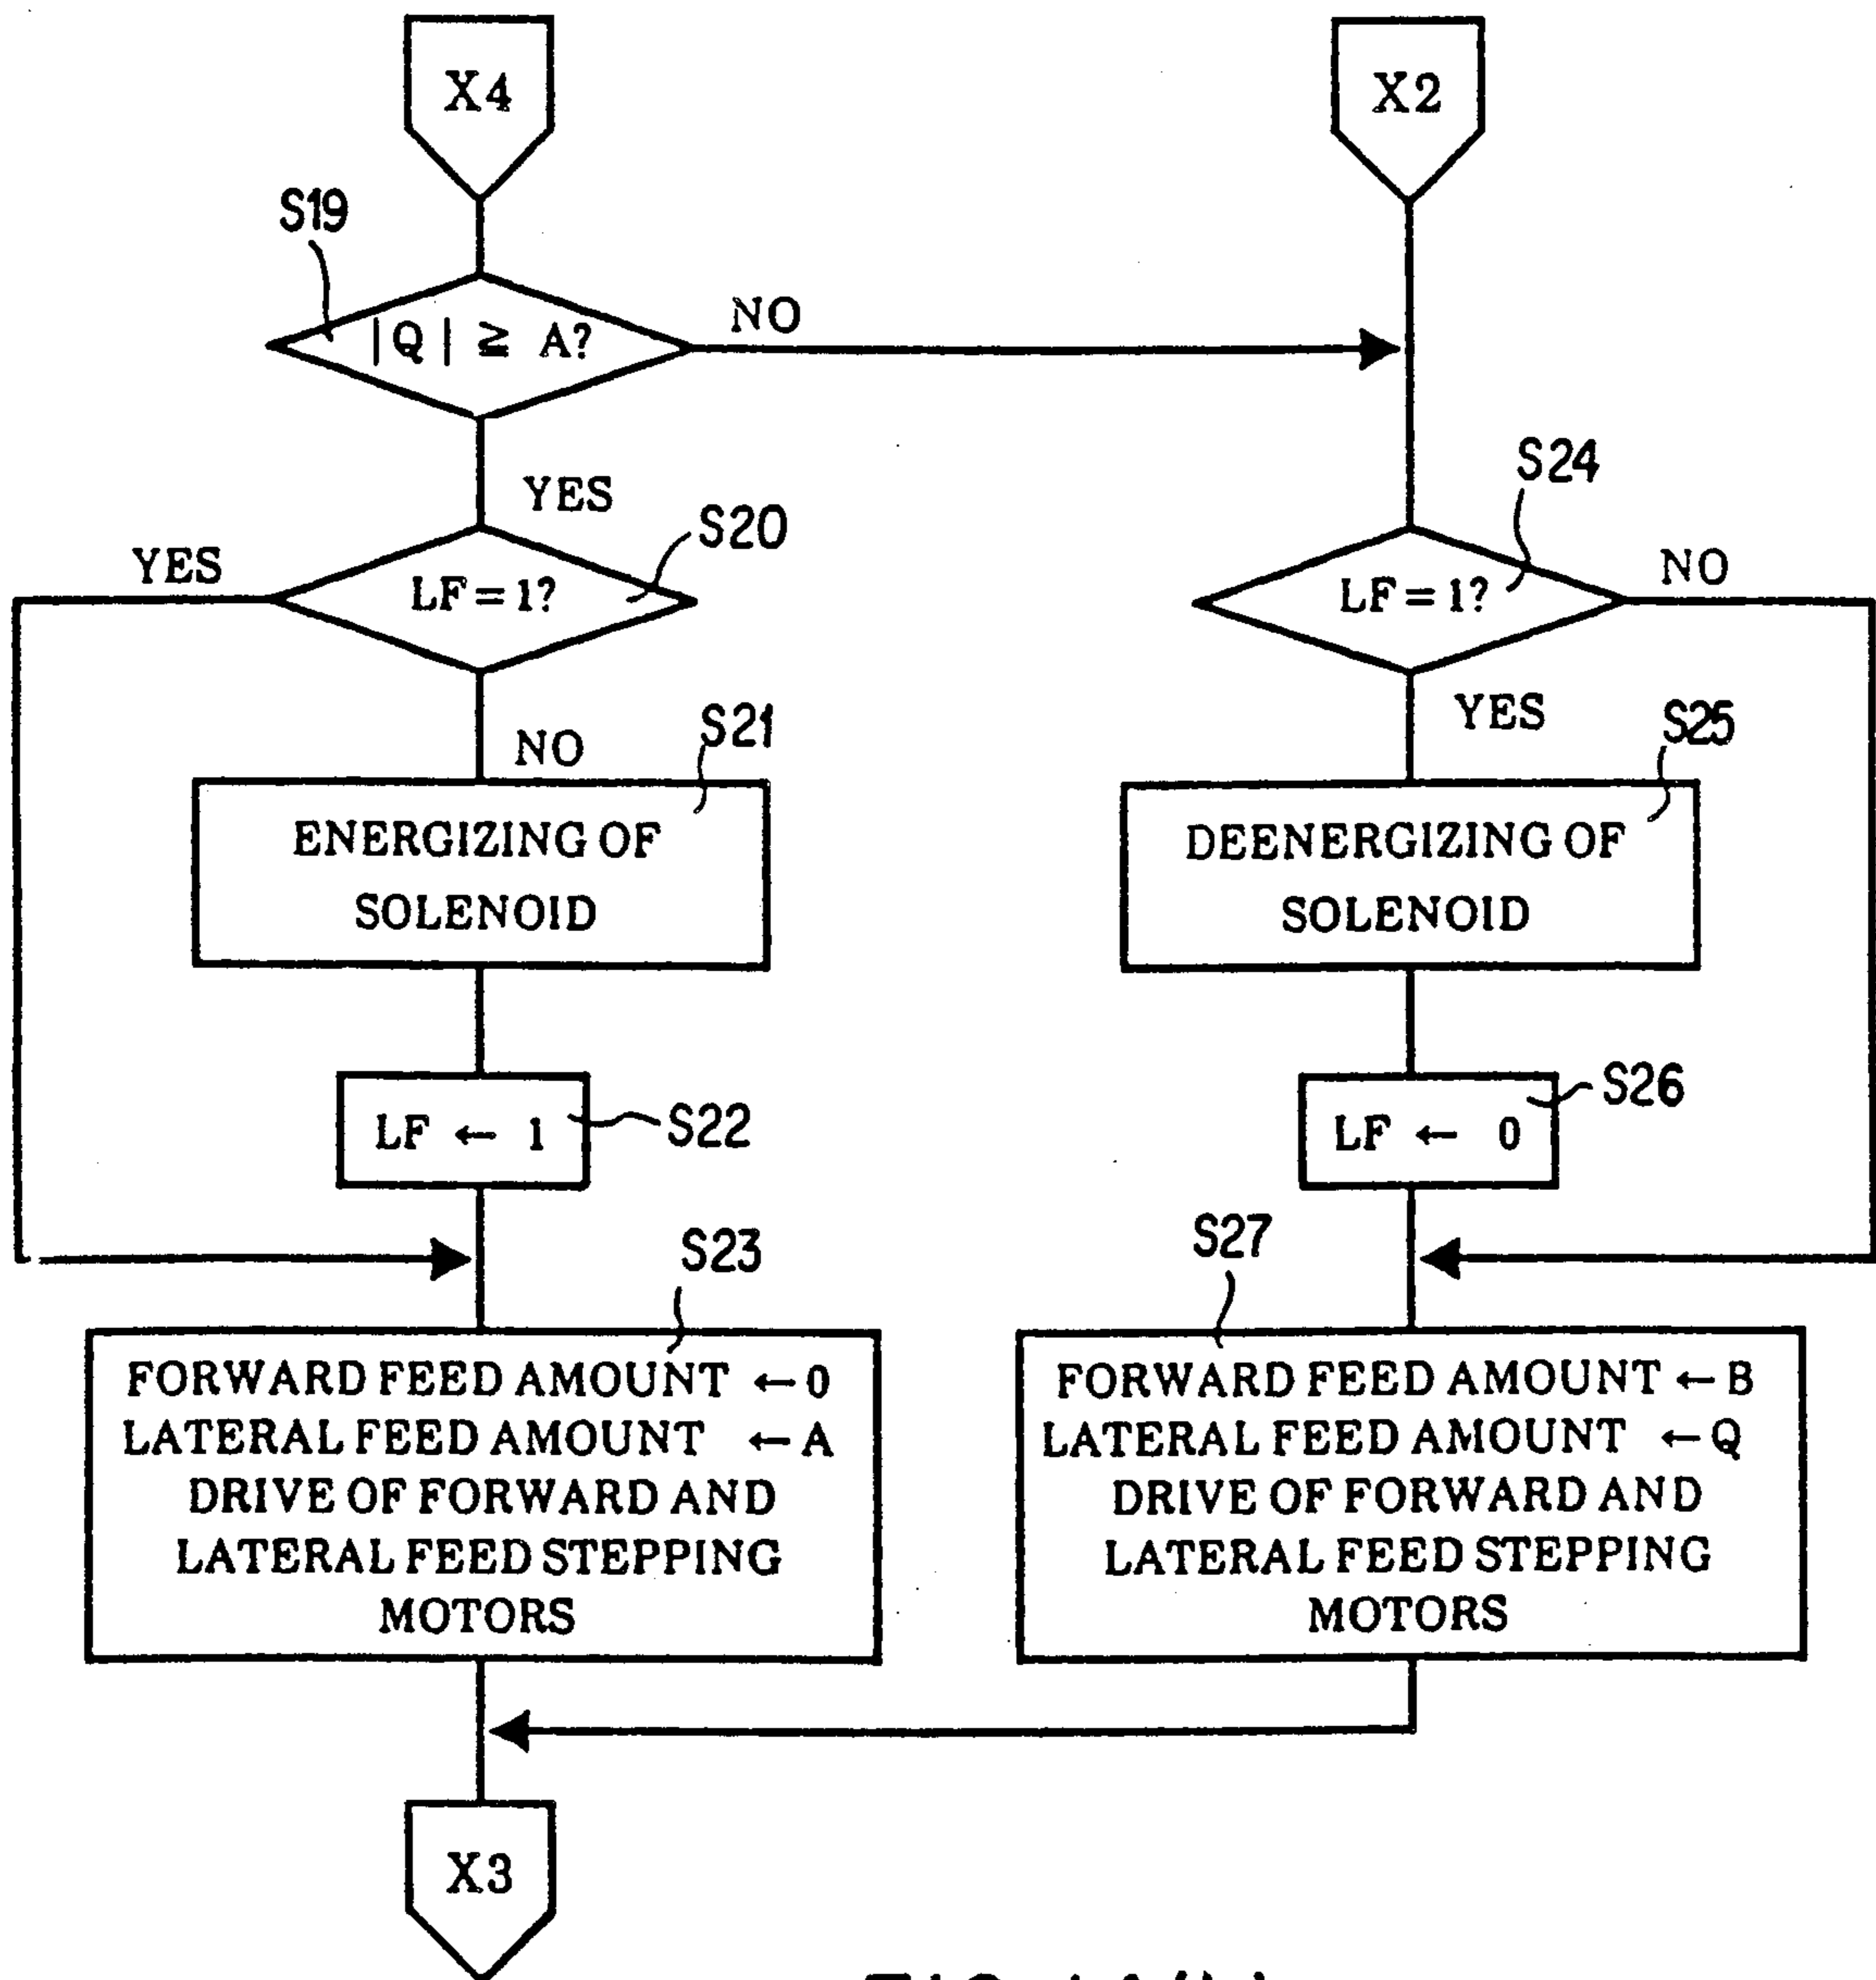 X4
X2
S19
|Q| ≧ A?
NO
YES
S24
S20
YES
LF = 1?
LF = 1?
NO
YES
S21
NO
S25
ENERGIZING OF
SOLENOID
DEENERGIZING OF
SOLENOID
LF ← 1
S22
LF ← 0
S26
S23
S27
FORWARD FEED AMOUNT ← 0
LATERAL FEED AMOUNT ← A
DRIVE OF FORWARD AND
LATERAL FEED STEPPING
MOTORS
FORWARD FEED AMOUNT ← B
LATERAL FEED AMOUNT ← Q
DRIVE OF FORWARD AND
LATERAL FEED STEPPING
MOTORS
X3